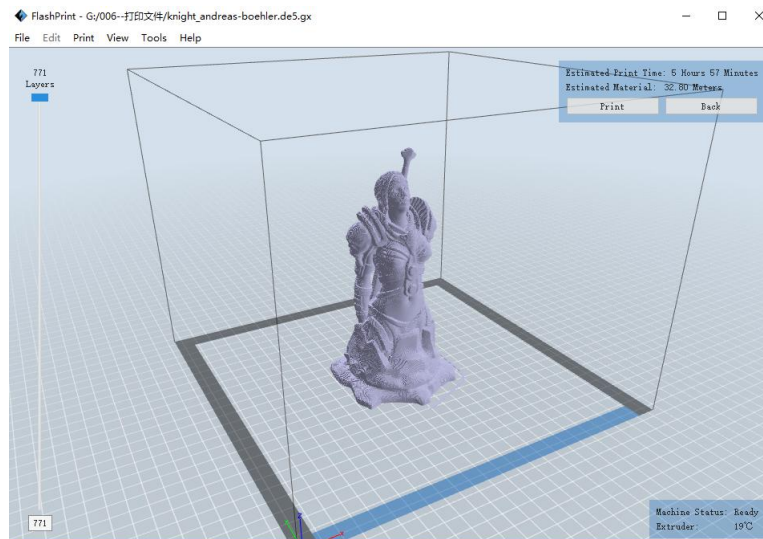 FlashPrint - G:/006--打印文件/knight_andreas-boehler.de5.gx
File Edit Print View Tools Help
771
Layers
Estimated Print Time: 5 Hours 57 Minutes
Estimated Material: 32.80 Meters
Print Back
771
Machine Status: Ready
Extruder: 19℃